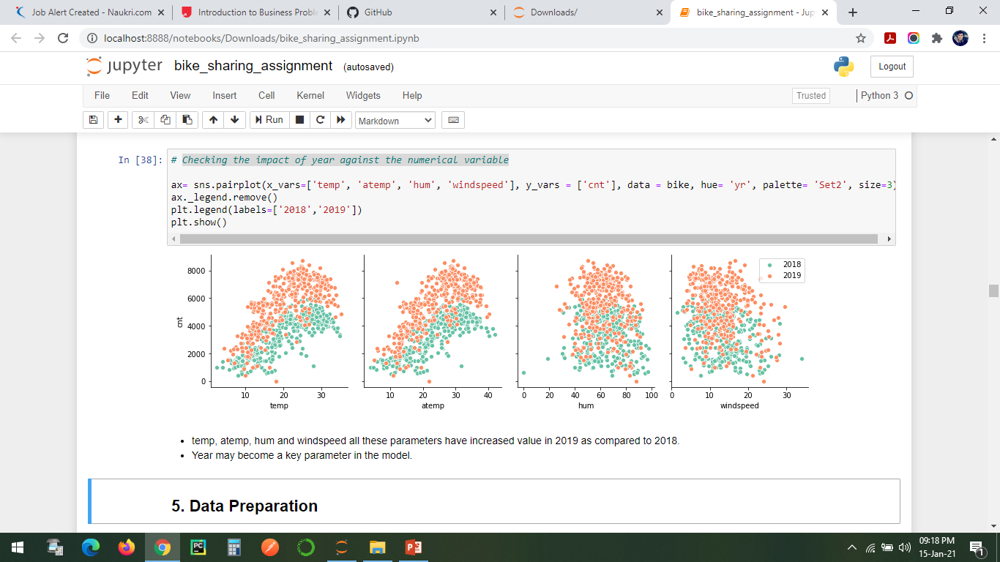 Job Alert Created - Naukri.com
Introduction to Business Proble
GitHub
Downloads/
bike_sharing_assignment - Jup
localhost:8888/notebooks/Downloads/bike_sharing_assignment.ipynb
jupyter bike_sharing_assignment (autosaved)
Logout
File Edit View Insert Cell Kernel Widgets Help
Trusted
Python 3
Run
Markdown
In [38]:
# Checking the impact of year against the numerical variable
ax= sns.pairplot(x_vars=['temp', 'atemp', 'hum', 'windspeed'], y_vars = ['cnt'], data = bike, hue= 'yr', palette= 'Set2', size=3)
ax._legend.remove()
plt.legend(labels=['2018','2019'])
plt.show()
2018
2019
8000
6000
4000
2000
0
cnt
10 20 30
temp
10 20 30 40
atemp
0 20 40 60 80 100
hum
0 10 20 30
windspeed
temp, atemp, hum and windspeed all these parameters have increased value in 2019 as compared to 2018.
Year may become a key parameter in the model.
5. Data Preparation
PC
09:18 PM
15-Jan-21
1